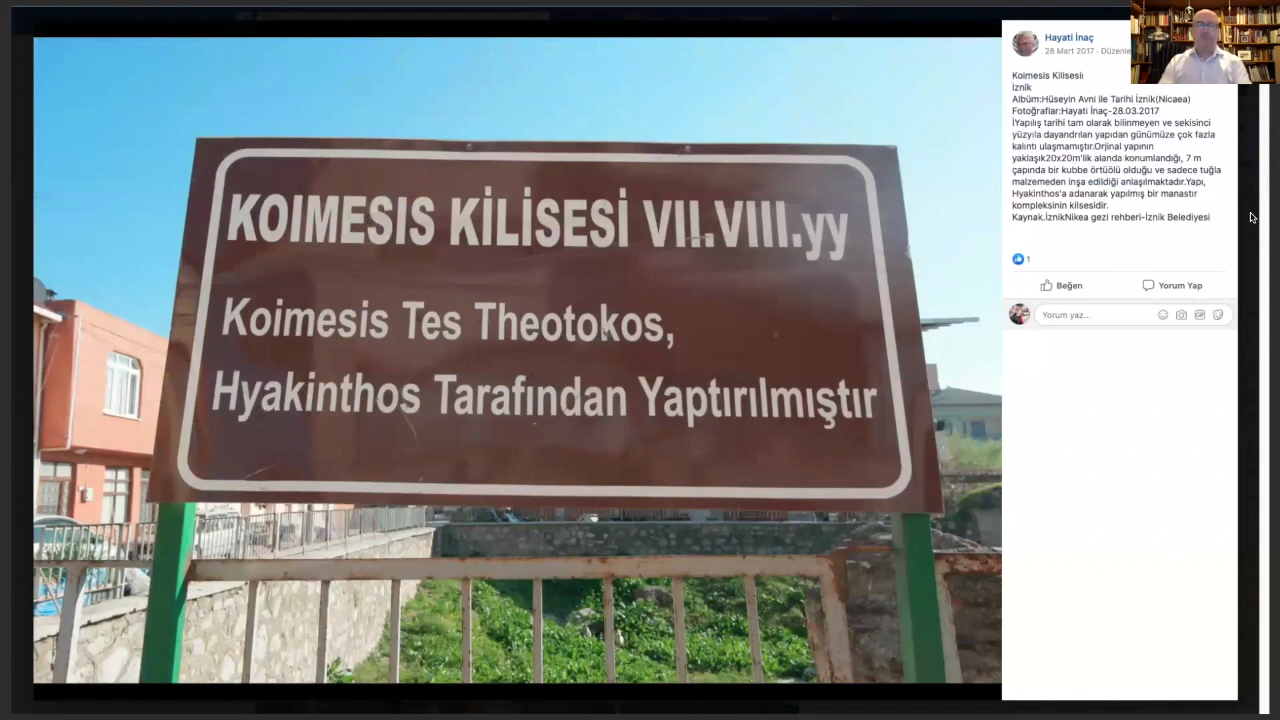 KOIMESIS KİLİSESİ VII.VIII.yy
Koimesis Tes Theotokos,
Hyakinthos Tarafından Yaptırılmıştır
Hayati İnaç
28 Mart 2017 · Düzenle
Koimesis Kilisesİı
İznik
Albüm:Hüseyin Avni ile Tarihi İznik(Nicaea)
Fotoğraflar:Hayati İnaç-28.03.2017
İYapılış tarihi tam olarak bilinmeyen ve sekisinci
yüzyıla dayandırılan yapıdan günümüze çok fazla
kalıntı ulaşmamıştır.Orjinal yapının
yaklaşık20x20m'lik alanda konumlandığı, 7 m
çapında bir kubbe örtüölü olduğu ve sadece tuğla
malzemeden inşa edildiği anlaşılmaktadır.Yapı,
Hyakinthos'a adanarak yapılmış bir manastır
kompleksinin kilsesidir.
Kaynak.İznikNikea gezi rehberi-İznik Belediyesi
1
Beğen Yorum Yap
Yorum yaz...